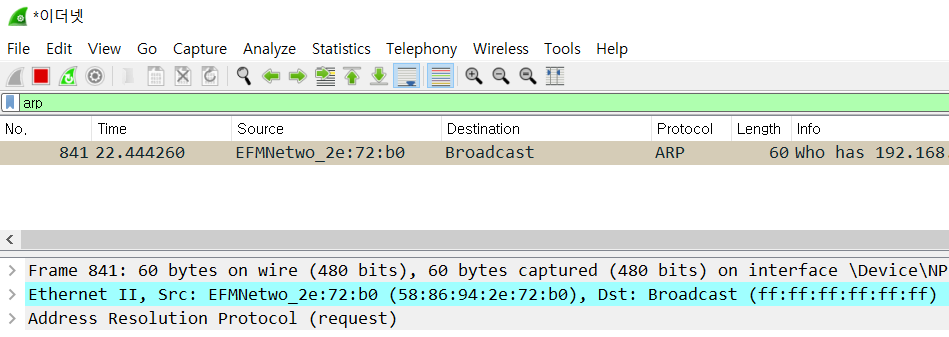 *이더넷
File Edit View Go Capture Analyze Statistics Telephony Wireless Tools Help
arp
No. Time Source Destination Protocol Length Info
841 22.444260 EFMNetwo_2e:72:b0 Broadcast ARP 60 Who has 192.168.
Frame 841: 60 bytes on wire (480 bits), 60 bytes captured (480 bits) on interface \Device\NP
Ethernet II, Src: EFMNetwo_2e:72:b0 (58:86:94:2e:72:b0), Dst: Broadcast (ff:ff:ff:ff:ff:ff)
Address Resolution Protocol (request)